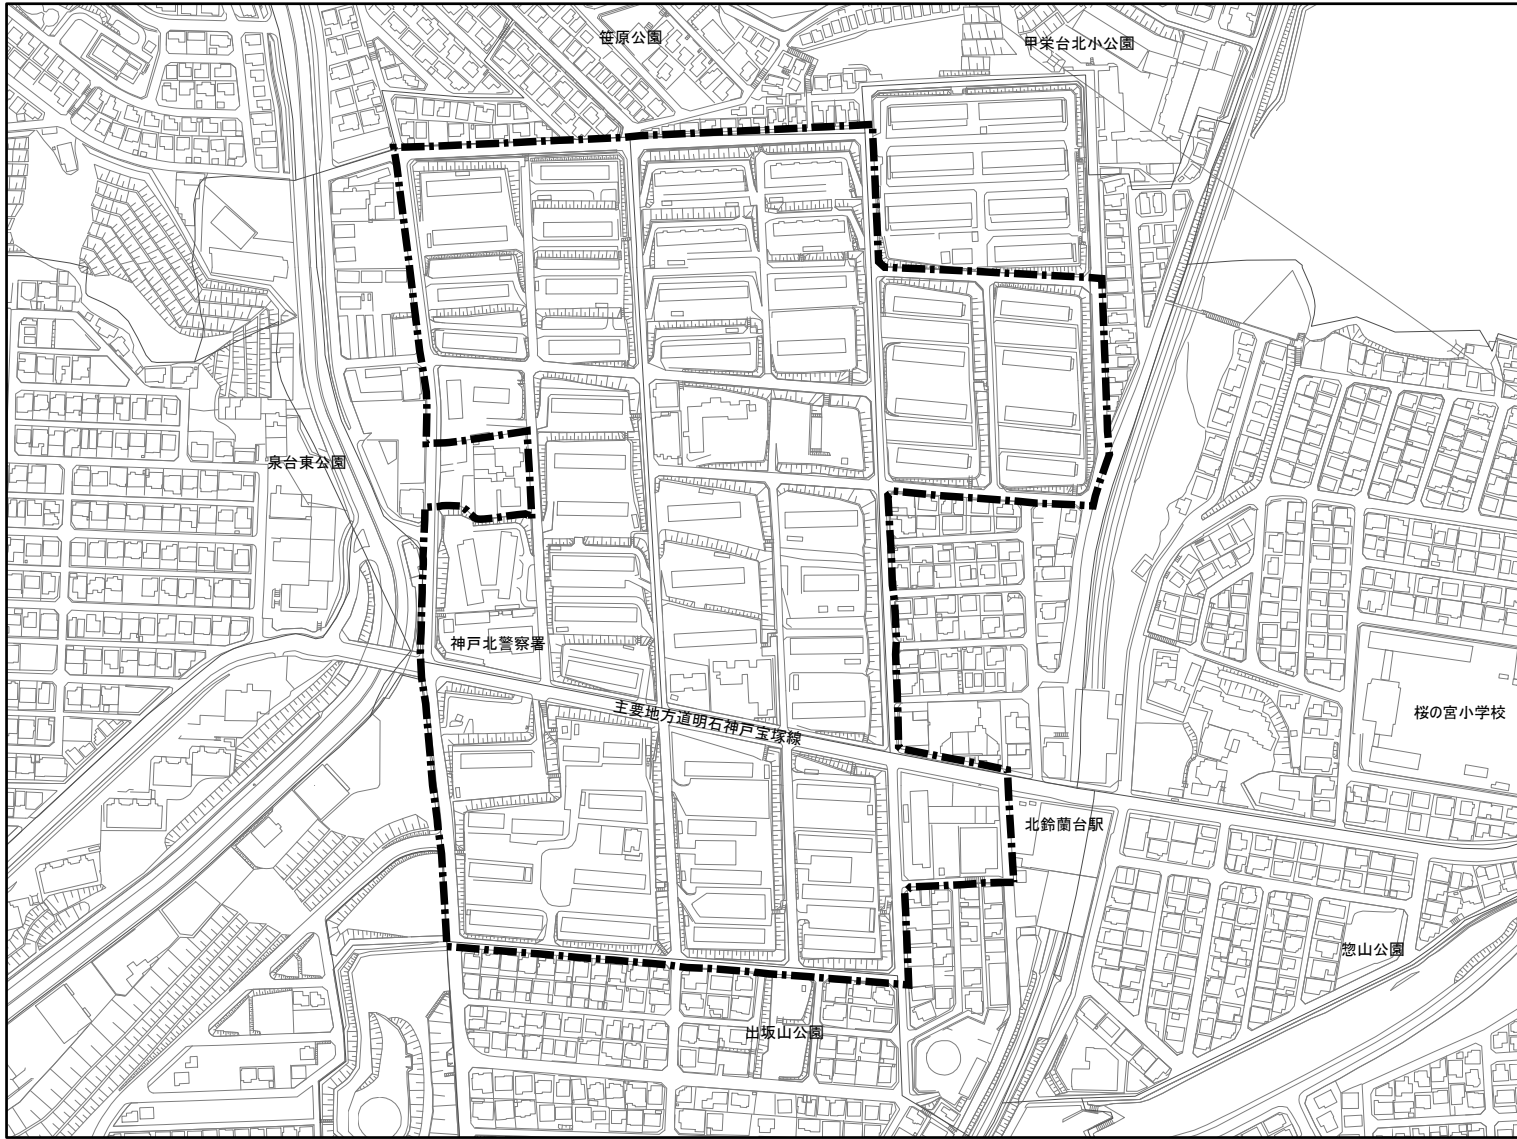 笹原公園
甲栄台北小公園
泉台東公園
神戸北警察署
主要地方道明石神戸宝塚線
桜の宮小学校
北鈴蘭台駅
惣山公園
出坂山公園